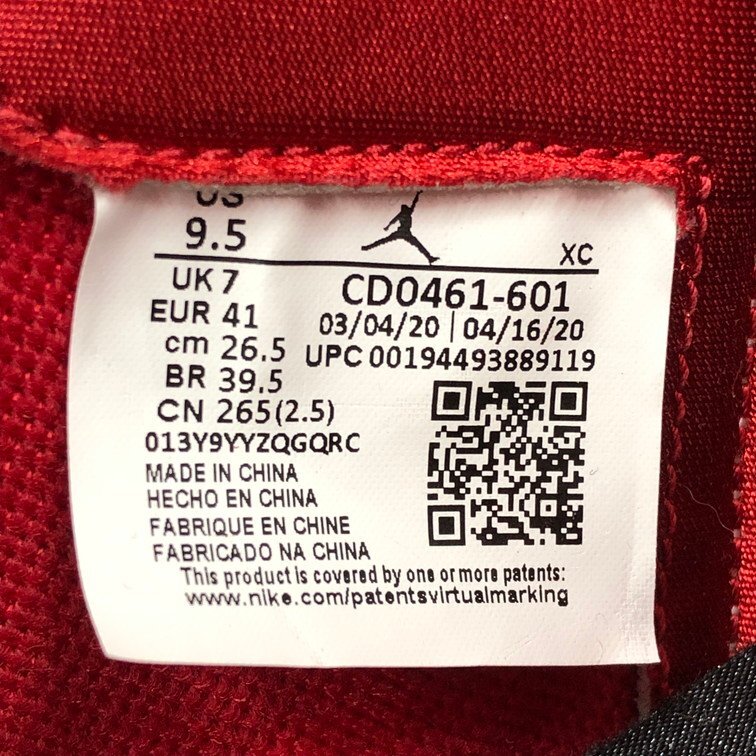 US
9.5
XC
UK 7
EUR 41
cm 26.5
BR 39.5
CN 265(2.5)
CD0461-601
03/04/20 | 04/16/20
UPC 00194493889119
013Y9YYZQGQRC
MADE IN CHINA
HECHO EN CHINA
FABRIQUE EN CHINE
FABRICADO NA CHINA
This product is covered by one or more patents:
www.nike.com/patentsvirtualmarking